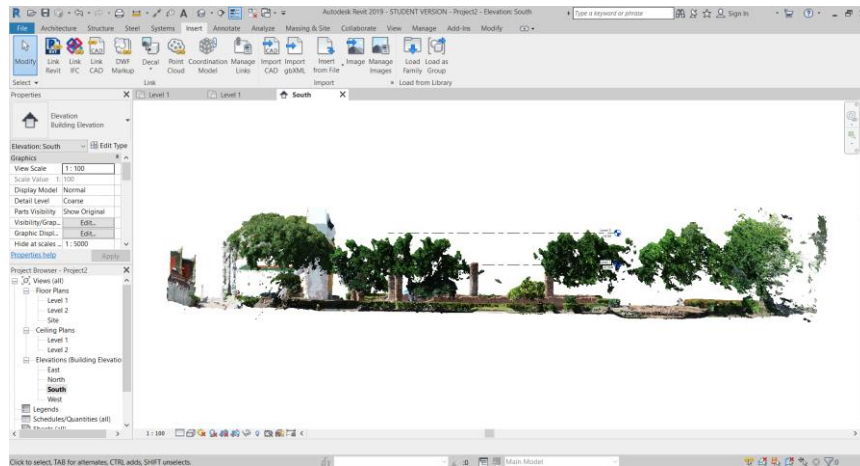 Autodesk Revit 2019 - STUDENT VERSION - Project2 - Elevation: South
Type a keyword or phrase
Sign In
File Architecture Structure Steel Systems Insert Annotate Analyze Massing & Site Collaborate View Manage Add-Ins Modify
Modify
Link Revit
Link IFC
Link CAD
DWF Markup
Decal
Point Cloud
Coordination Model
Manage Links
Import CAD
Import gbXML
Insert from File
Image
Manage Images
Load Family
Load as Group
Select
Link
Import
Load from Library
Properties
Level 1
Level 1
South
Elevation
Building Elevation
Elevation: South
Edit Type
Graphics
View Scale 1 : 100
Scale Value 1: 100
Display Model Normal
Detail Level Coarse
Parts Visibility Show Original
Visibility/Grap... Edit...
Graphic Displ... Edit...
Hide at scales ... 1 : 5000
Properties help
Apply
Project Browser - Project2
Views (all)
Floor Plans
Level 1
Level 2
Site
Ceiling Plans
Level 1
Level 2
Elevations (Building Elevatio
East
North
South
West
Legends
Schedules/Quantities (all)
1 : 100
Click to select, TAB for alternates, CTRL adds, SHIFT unselects.
:0
Main Model
:0